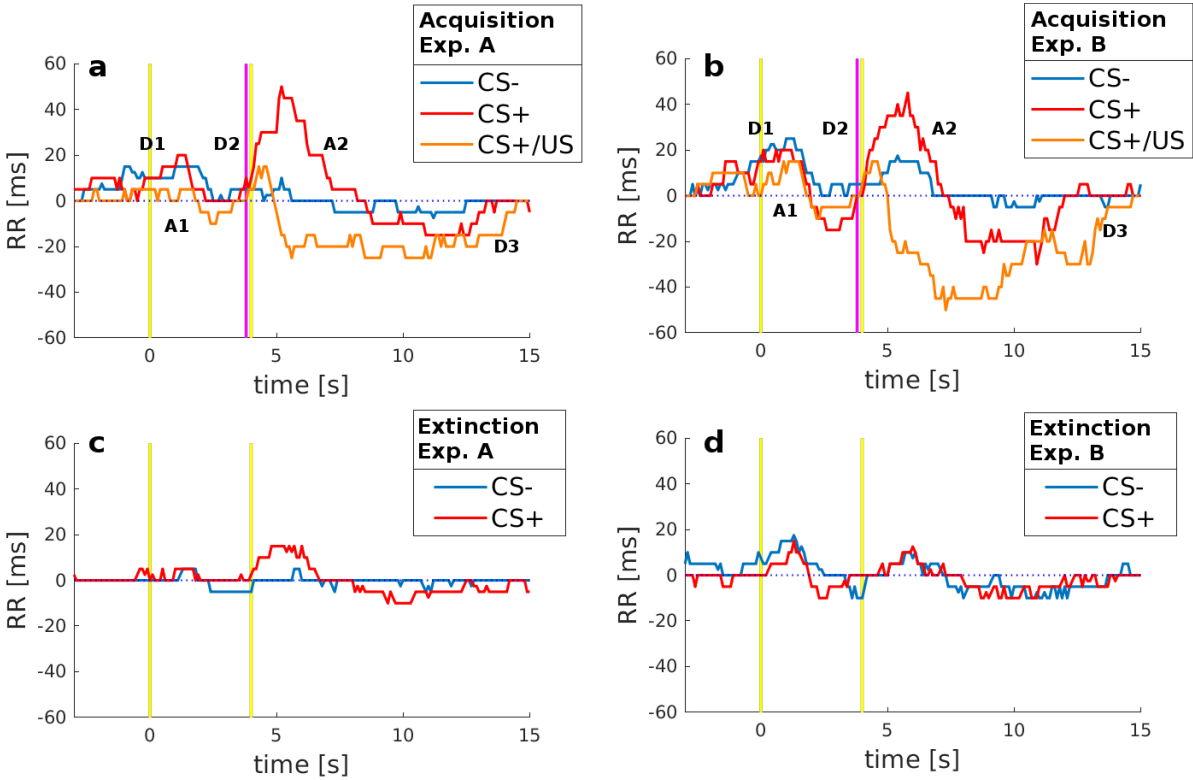 Acquisition
Exp. A
CS-
CS+
CS+/US
a
D1
D2
A2
A1
D3
RR [ms]
60
40
20
0
-20
-40
-60
0
5
10
15
time [s]
Acquisition
Exp. B
CS-
CS+
CS+/US
b
D1
D2
A2
A1
D3
RR [ms]
60
40
20
0
-20
-40
-60
0
5
10
15
time [s]
Extinction
Exp. A
CS-
CS+
c
RR [ms]
60
40
20
0
-20
-40
-60
0
5
10
15
time [s]
Extinction
Exp. B
CS-
CS+
d
RR [ms]
60
40
20
0
-20
-40
-60
0
5
10
15
time [s]